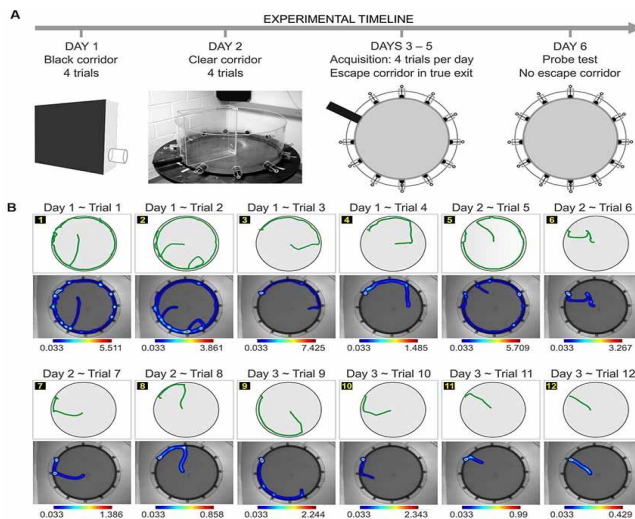 A
EXPERIMENTAL TIMELINE
DAY 1
Black corridor
4 trials
DAY 2
Clear corridor
4 trials
DAYS 3 – 5
Acquisition: 4 trials per day
Escape corridor in true exit
DAY 6
Probe test
No escape corridor
B
Day 1 ~ Trial 1
Day 1 ~ Trial 2
Day 1 ~ Trial 3
Day 1 ~ Trial 4
Day 2 ~ Trial 5
Day 2 ~ Trial 6
1
2
3
4
5
6
0.033 5.511
0.033 3.861
0.033 7.425
0.033 1.485
0.033 5.709
0.033 3.267
Day 2 ~ Trial 7
Day 2 ~ Trial 8
Day 3 ~ Trial 9
Day 3 ~ Trial 10
Day 3 ~ Trial 11
Day 3 ~ Trial 12
7
8
9
10
11
12
0.033 1.386
0.033 0.858
0.033 2.244
0.033 2.343
0.033 0.99
0.033 0.429